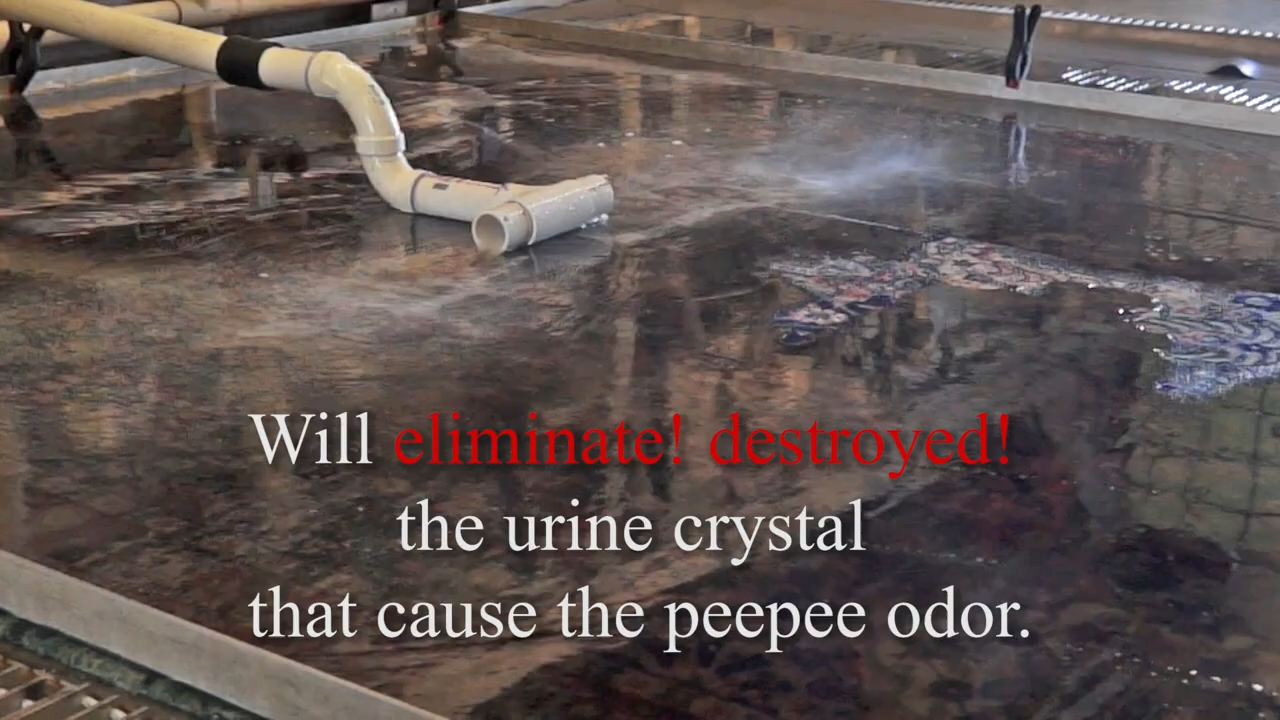 Will eliminate! destroyed!
the urine crystal
that cause the peepee odor.